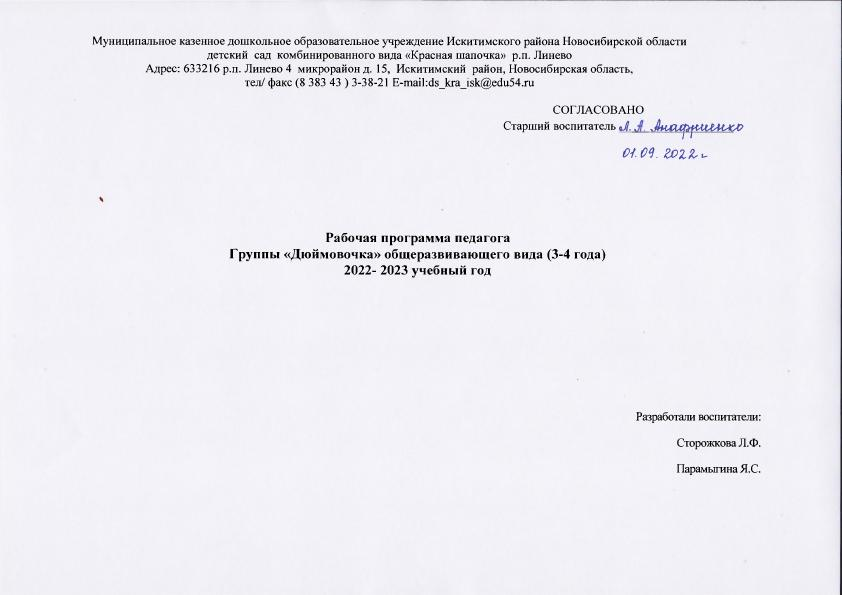 Муниципальное казенное дошкольное образовательное учреждение Искитимского района Новосибирской области
детский сад комбинированного вида «Красная шапочка» р.п. Линево
Адрес: 633216 р.п. Линево 4 микрорайон д. 15, Искитимский район, Новосибирская область,
тел/ факс (8 383 43 ) 3-38-21 E-mail:ds_kra_isk@edu54.ru
СОГЛАСОВАНО
Старший воспитатель Л. А. Анафриенко
01.09. 2022 г
Рабочая программа педагога
Группы «Дюймовочка» общеразвивающего вида (3-4 года)
2022- 2023 учебный год
Разработали воспитатели:
Сторожкова Л.Ф.
Парамыгина Я.С.